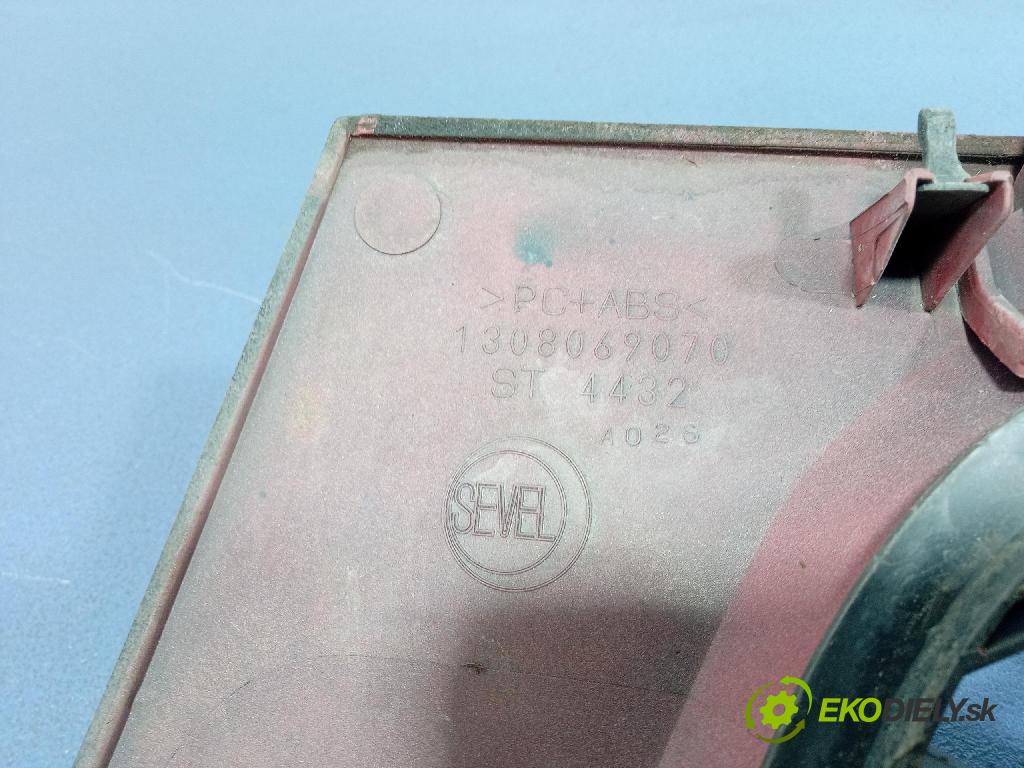 >PC+ABS<
1308069070
ST 4432
A026
SEVEL
EKODIELY.sk